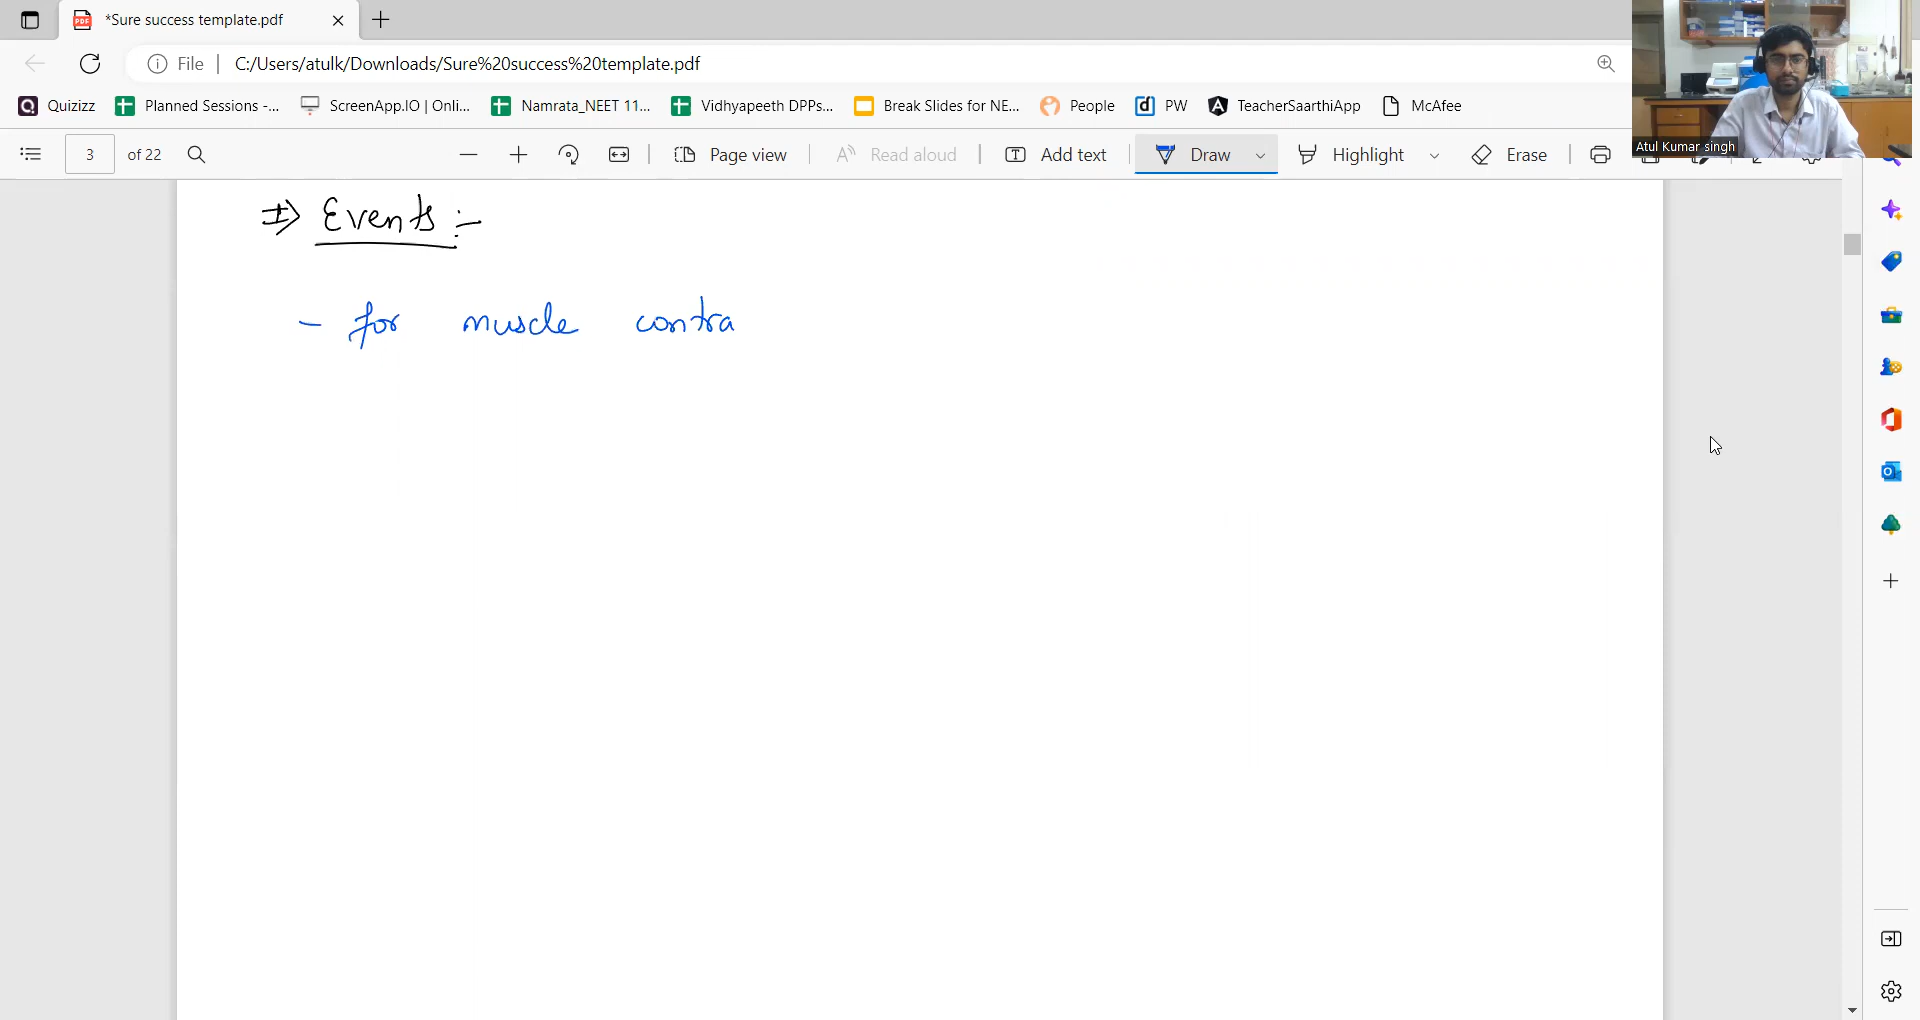 *Sure success template.pdf
File | C:/Users/atulk/Downloads/Sure%20success%20template.pdf
Quizizz Planned Sessions -... ScreenApp.IO | Onli... Namrata_NEET 11... Vidhyapeeth DPPs... Break Slides for NE... People PW TeacherSaarthiApp McAfee
3 of 22 Page view Read aloud Add text Draw Highlight Erase
Atul Kumar singh
⇒ Events :-
- for muscle contra